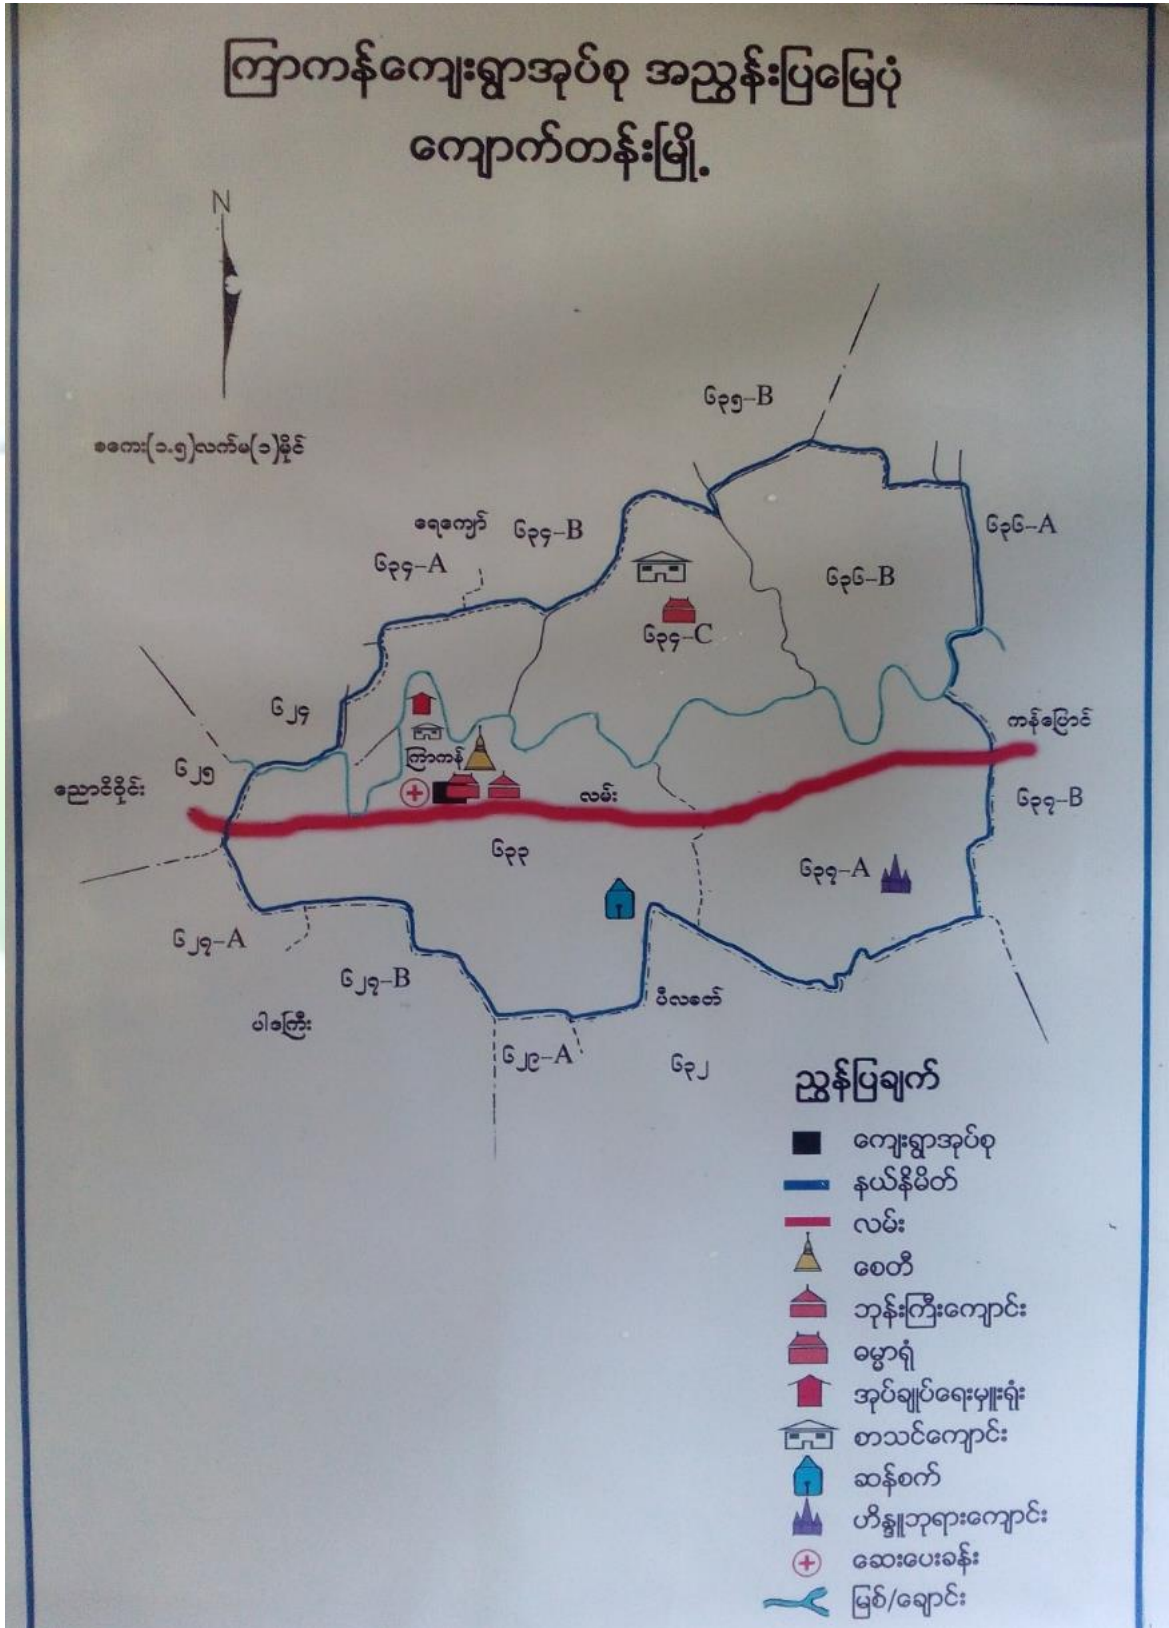 ကြာကန်ကျေးရွာအုပ်စု အညွှန်းပြမြေပုံ
ကျောက်တန်းမြို့
N
စကေး(၁.၅)လက်မ(၁)မိုင်
၆၃၅-B
ရေကျော်
၆၃၄-B
၆၃၆-A
၆၃၄-A
၆၃၆-B
၆၃၄-C
၆၂၄
ကန်ပြောင်
ကြာကန်
၆၂၅
ညောင်ဝိုင်း
လမ်း
၆၃၇-B
၆၃၃
၆၃၇-A
၆၂၇-A
၆၂၇-B
ပီလခတ်
ပါဒကြီး
၆၂၉-A
၆၃၂
ညွှန်ပြချက်
ကျေးရွာအုပ်စု
နယ်နိမိတ်
လမ်း
စေတီ
ဘုန်းကြီးကျောင်း
ဓမ္မာရုံ
အုပ်ချုပ်ရေးမှူးရုံး
စာသင်ကျောင်း
ဆန်စက်
ဟိန္ဒူဘုရားကျောင်း
ဆေးပေးခန်း
မြစ်/ချောင်း